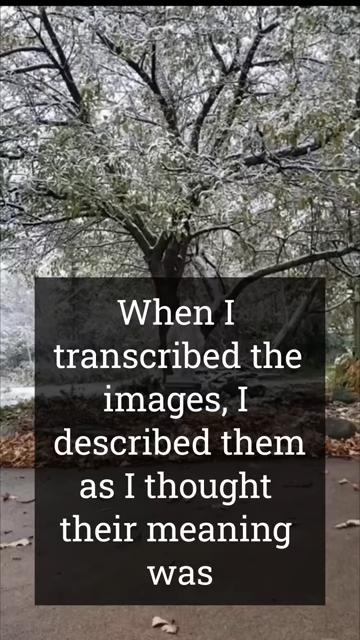 When I
transcribed the
images, I
described them
as I thought
their meaning
was